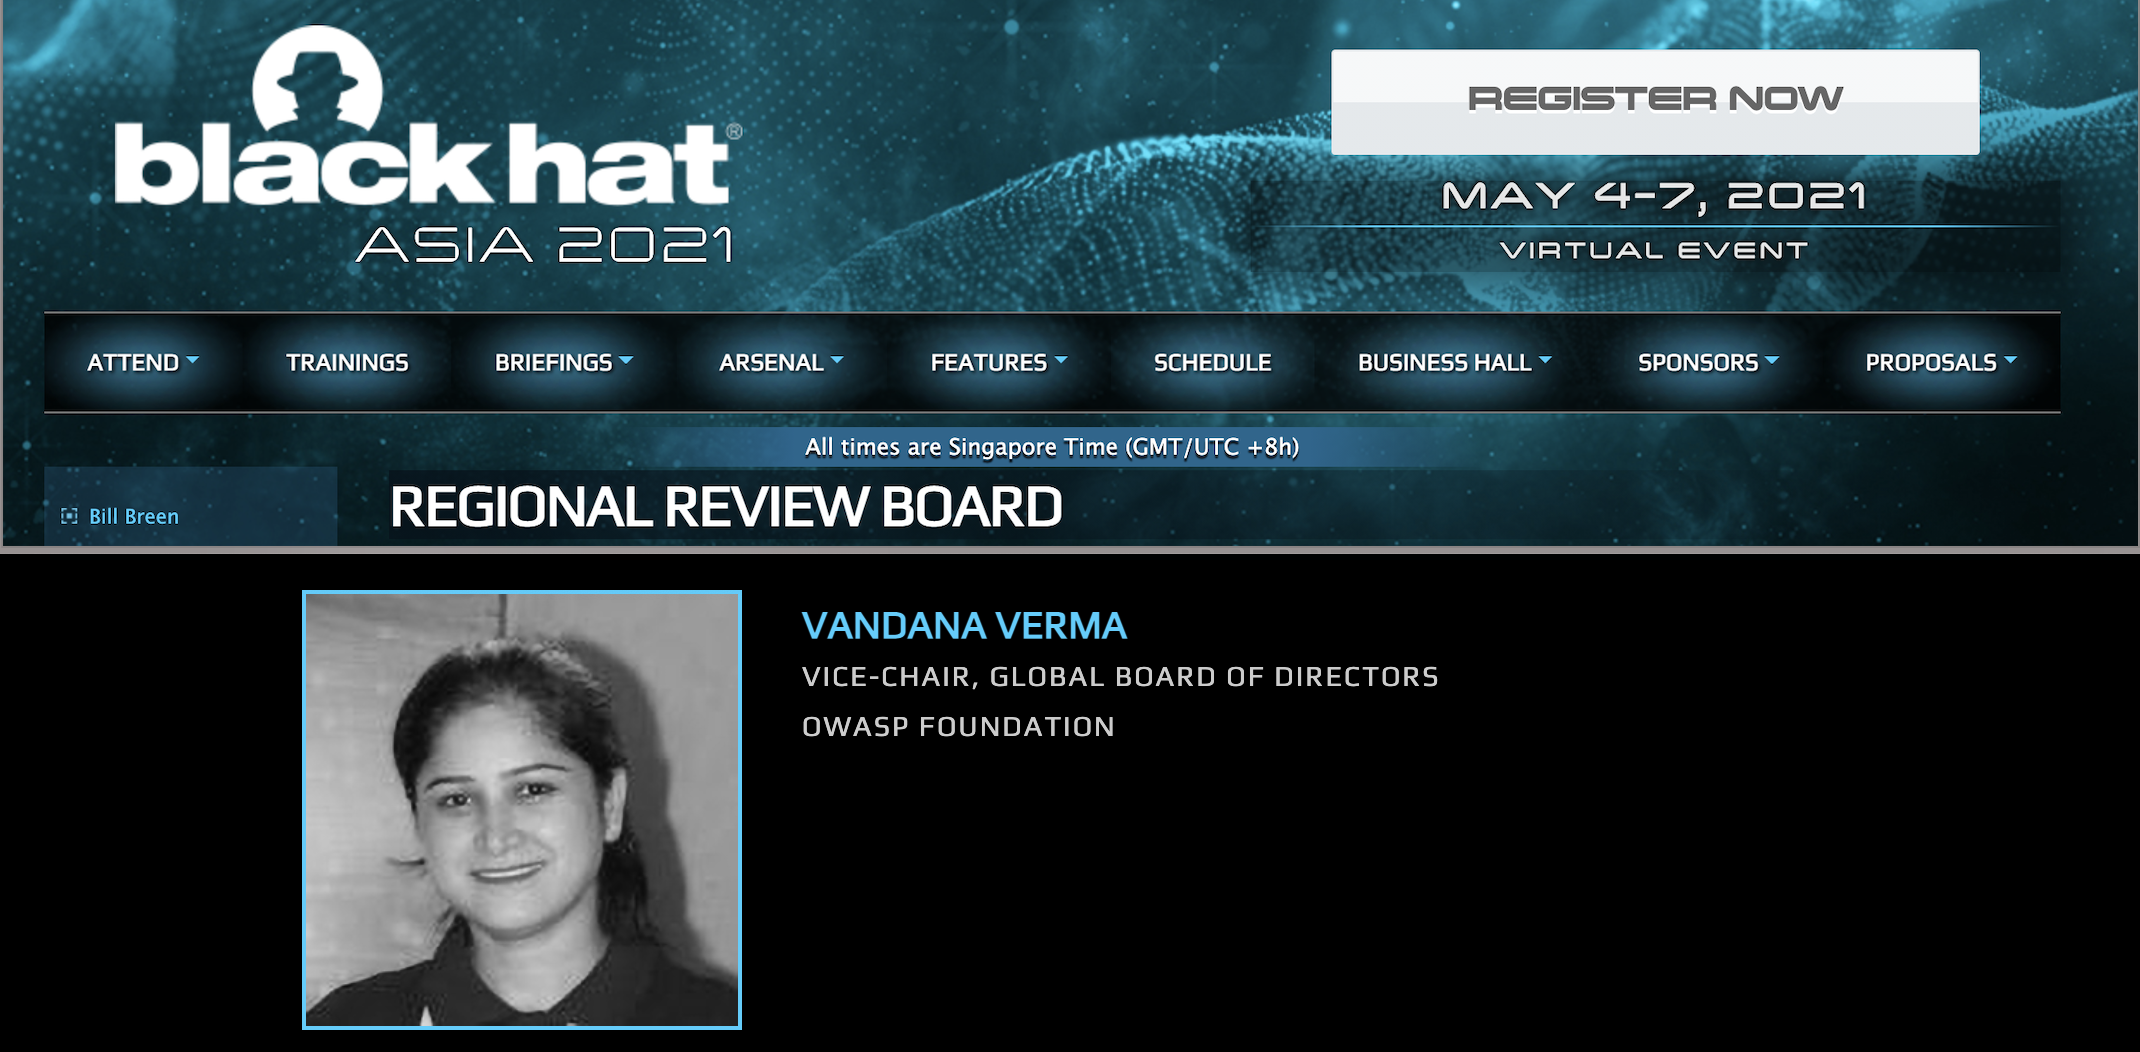 black hat®
ASIA 2021
REGISTER NOW
MAY 4-7, 2021
VIRTUAL EVENT
ATTEND TRAININGS BRIEFINGS ARSENAL FEATURES SCHEDULE BUSINESS HALL SPONSORS PROPOSALS
All times are Singapore Time (GMT/UTC +8h)
Bill Breen
REGIONAL REVIEW BOARD
VANDANA VERMA
VICE-CHAIR, GLOBAL BOARD OF DIRECTORS
OWASP FOUNDATION